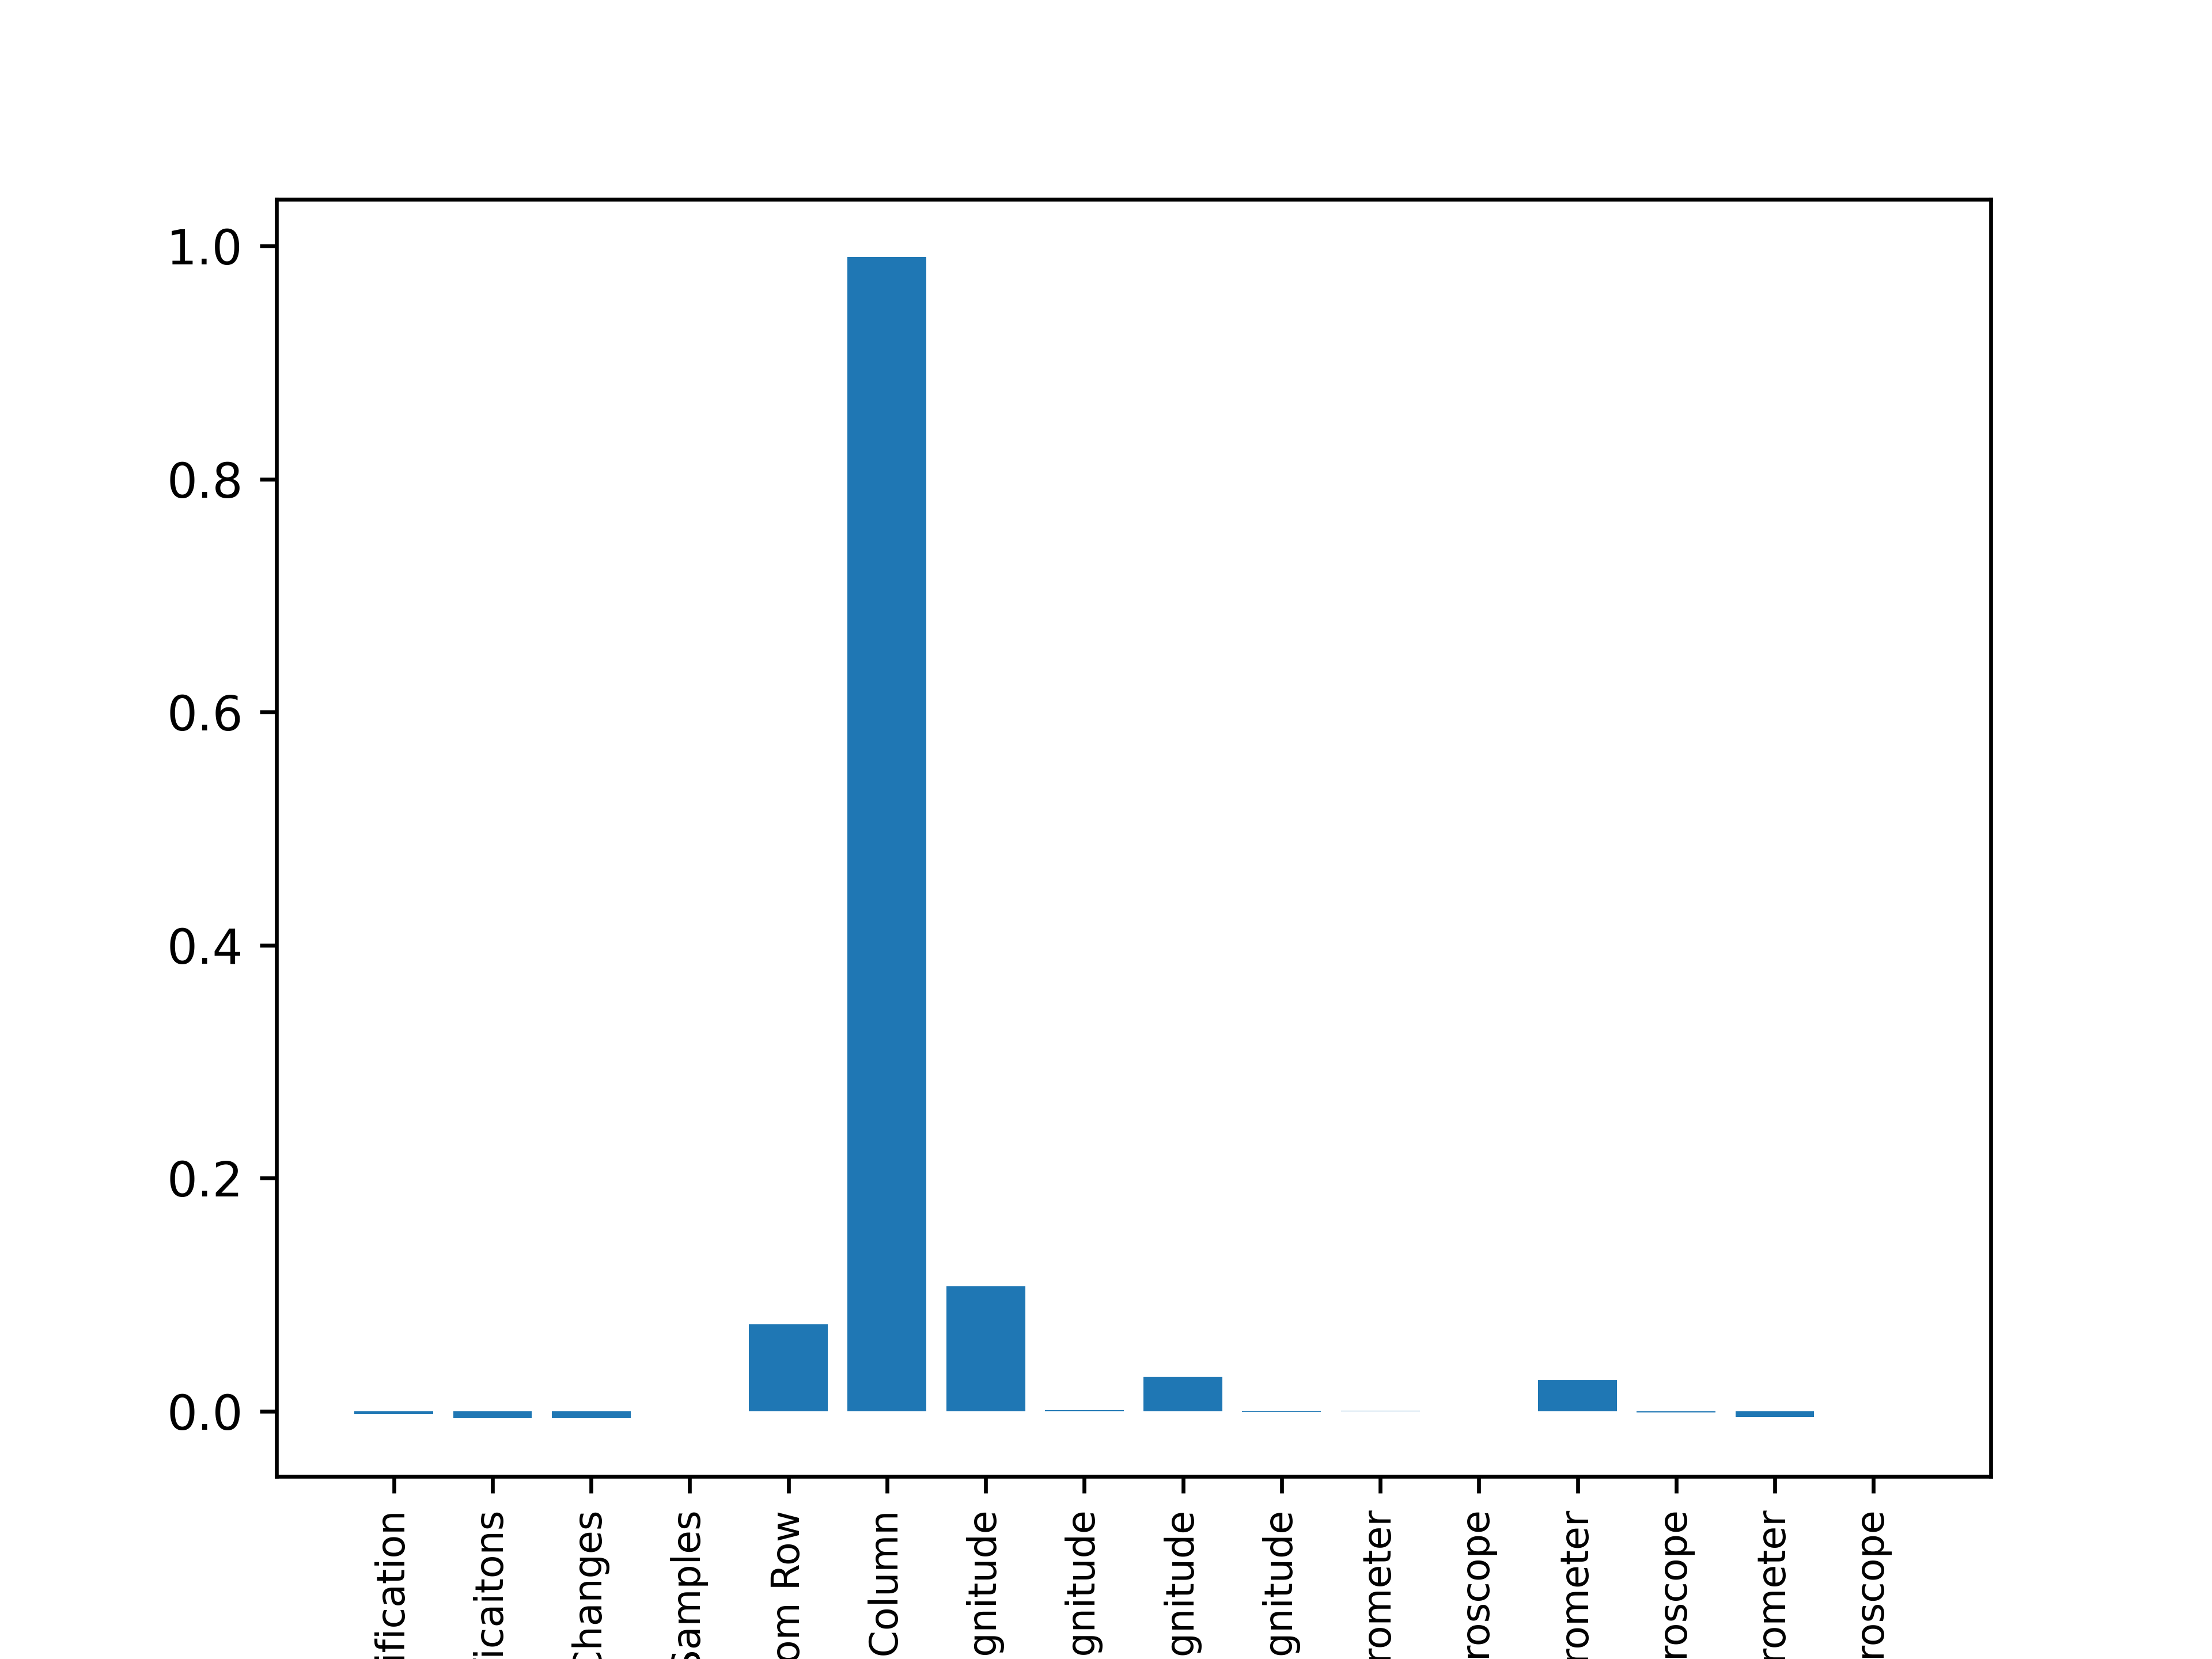 1.0
0.8
0.6
0.4
0.2
0.0
ification
icaitons
Changes
Samples
om Row
Column
gnitude
gnitude
gnitude
gnitude
rometer
roscope
rometer
roscope
rometer
roscope